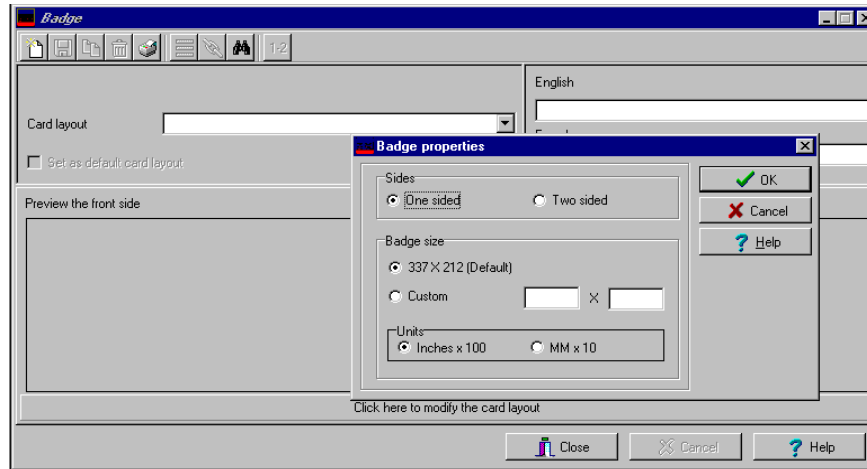 Badge
1-2
English
Card layout
Badge properties
Set as default card layout
Sides
One sided
Two sided
OK
Cancel
Help
Preview the front side
Badge size
337 X 212 (Default)
Custom
X
Units
Inches x 100
MM x 10
Click here to modify the card layout
Close
Cancel
Help